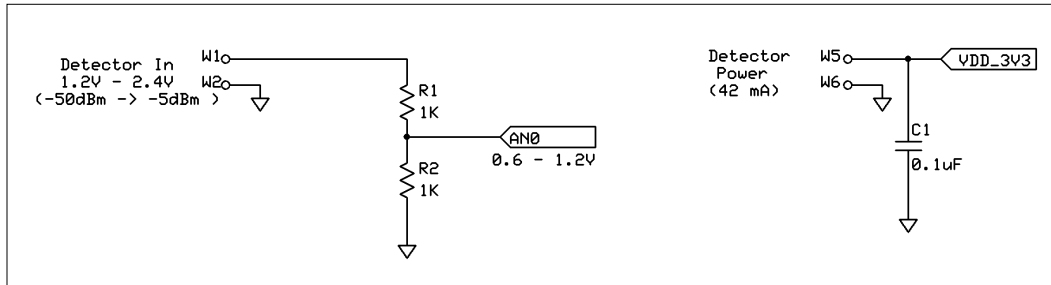 Detector In
1.2V - 2.4V
(-50dBm -> -5dBm )
W1
W2
R1
1K
AN0
0.6 - 1.2V
R2
1K
Detector
Power
(42 mA)
W5
W6
VDD_3V3
C1
0.1uF